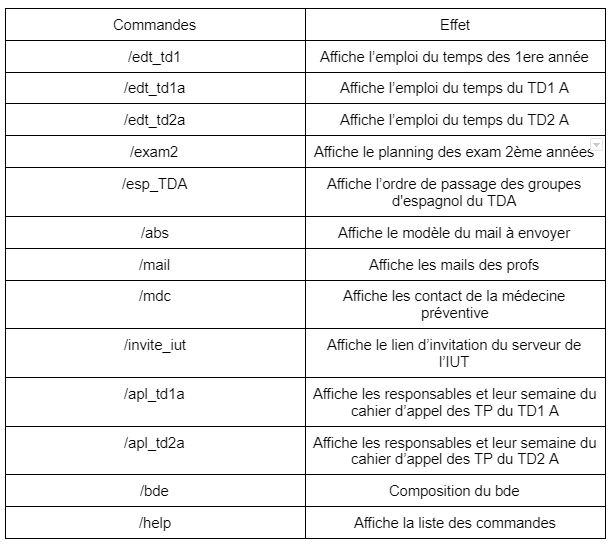 Commandes Effet
/edt_td1 Affiche l’emploi du temps des 1ere année
/edt_td1a Affiche l’emploi du temps du TD1 A
/edt_td2a Affiche l’emploi du temps du TD2 A
/exam2 Affiche le planning des exam 2ème années
/esp_TDA Affiche l’ordre de passage des groupes
d'espagnol du TDA
/abs Affiche le modèle du mail à envoyer
/mail Affiche les mails des profs
/mdc Affiche les contact de la médecine
préventive
/invite_iut Affiche le lien d’invitation du serveur de
l’IUT
/apl_td1a Affiche les responsables et leur semaine du
cahier d’appel des TP du TD1 A
/apl_td2a Affiche les responsables et leur semaine du
cahier d’appel des TP du TD2 A
/bde Composition du bde
/help Affiche la liste des commandes